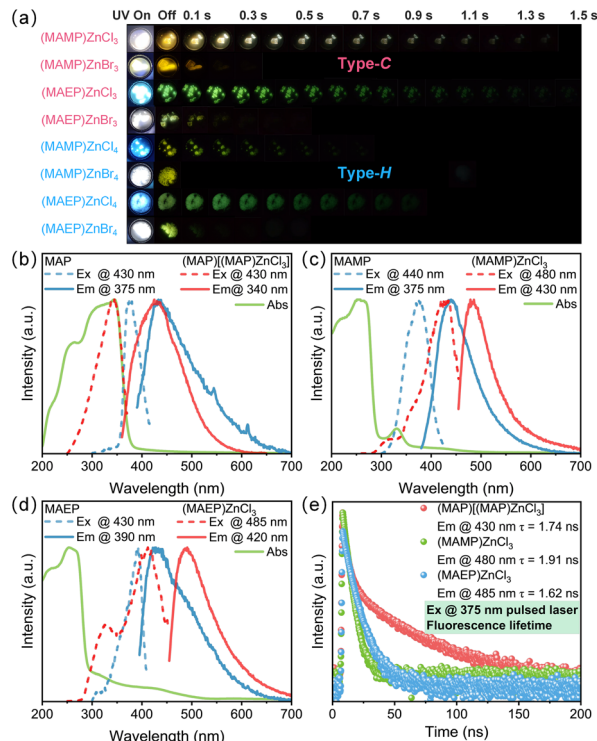 (a)
UV On Off 0.1 s 0.3 s 0.5 s 0.7 s 0.9 s 1.1 s 1.3 s 1.5 s
(MAMP)ZnCl₃
(MAMP)ZnBr₃
Type-C
(MAEP)ZnCl₃
(MAEP)ZnBr₃
(MAMP)ZnCl₄
(MAMP)ZnBr₄
Type-H
(MAEP)ZnCl₄
(MAEP)ZnBr₄
(b)
MAP (MAP)[(MAP)ZnCl₃]
Ex @ 430 nm Ex @ 430 nm
Em @ 375 nm Em@ 340 nm
Abs
Intensity (a.u.)
200 300 400 500 600 700
Wavelength (nm)
(c)
MAMP (MAMP)ZnCl₃
Ex @ 440 nm Ex @ 480 nm
Em @ 375 nm Em @ 430 nm
Abs
Intensity (a.u.)
200 300 400 500 600 700
Wavelength (nm)
(d)
MAEP (MAEP)ZnCl₃
Ex @ 430 nm Ex @ 485 nm
Em @ 390 nm Em @ 420 nm
Abs
Intensity (a.u.)
200 300 400 500 600 700
Wavelength (nm)
(e)
(MAP)[(MAP)ZnCl₃]
Em @ 430 nm τ = 1.74 ns
(MAMP)ZnCl₃
Em @ 480 nm τ = 1.91 ns
(MAEP)ZnCl₃
Em @ 485 nm τ = 1.62 ns
Ex @ 375 nm pulsed laser
Fluorescence lifetime
Intensity (a.u.)
0 50 100 150 200
Time (ns)